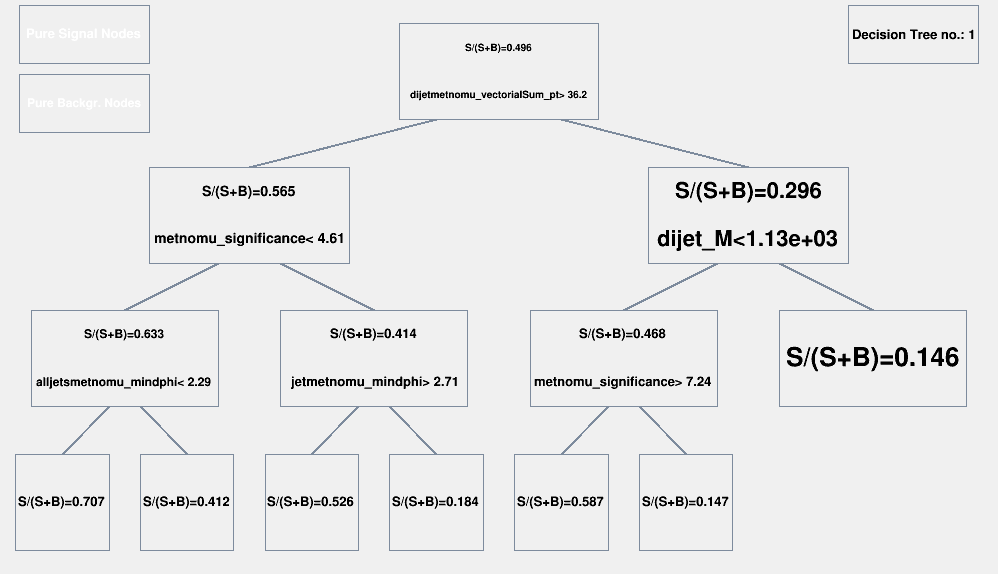 Pure Signal Nodes
Decision Tree no.: 1
S/(S+B)=0.496
dijetmetnomu_vectorialSum_pt> 36.2
Pure Backgr. Nodes
S/(S+B)=0.565
metnomu_significance< 4.61
S/(S+B)=0.296
dijet_M<1.13e+03
S/(S+B)=0.633
alljetsmetnomu_mindphi< 2.29
S/(S+B)=0.414
jetmetnomu_mindphi> 2.71
S/(S+B)=0.468
metnomu_significance> 7.24
S/(S+B)=0.146
S/(S+B)=0.707
S/(S+B)=0.412
S/(S+B)=0.526
S/(S+B)=0.184
S/(S+B)=0.587
S/(S+B)=0.147